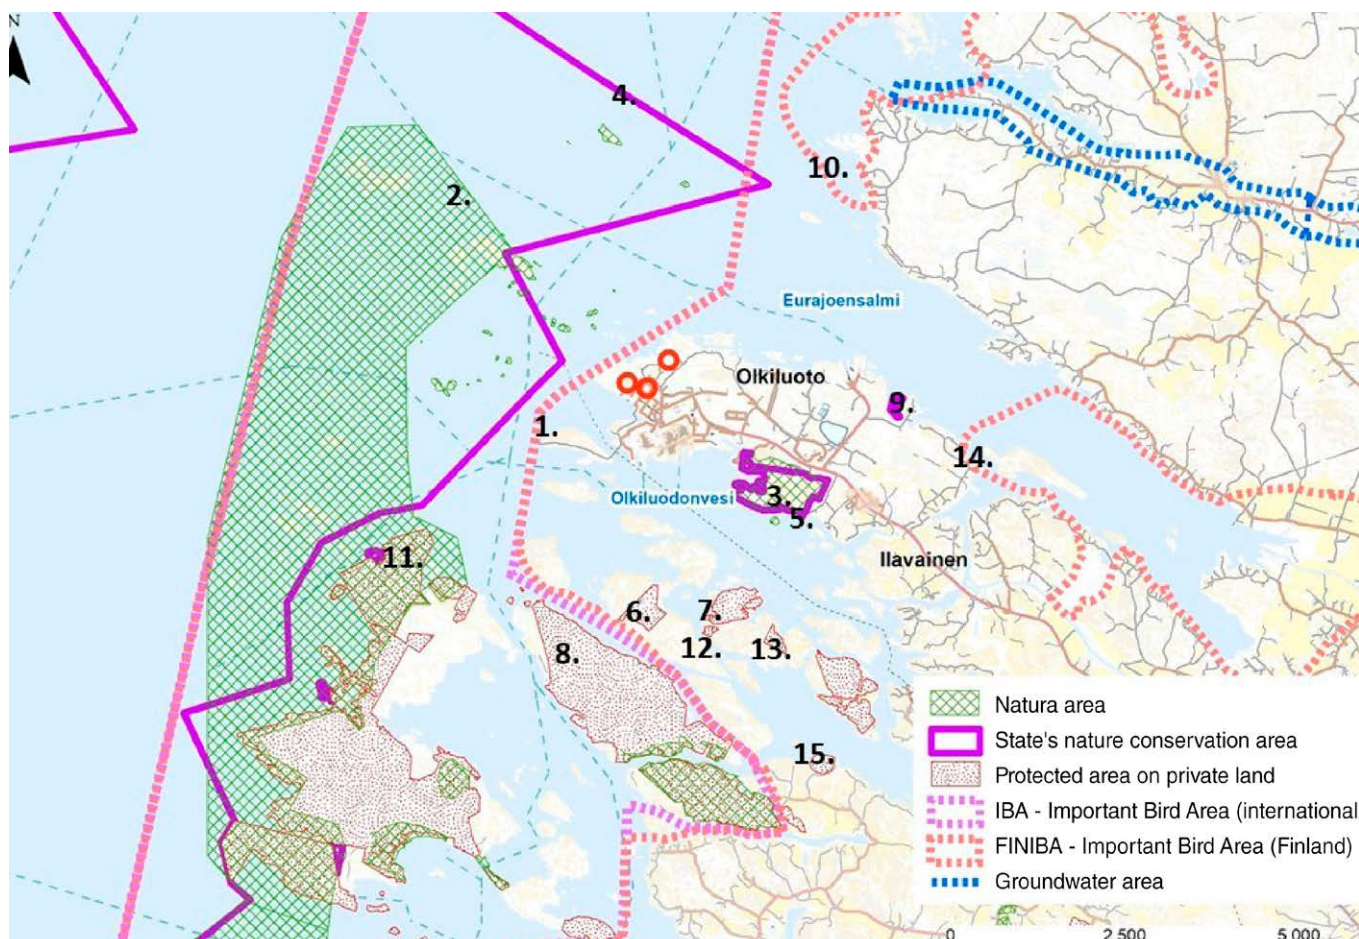 N
4.
10.
2.
Eurajoensalmi
Olkiluoto
9.
1.
14.
3.
Olkiluodonvesi
5.
Ilavainen
11.
6.
7.
8.
12.
13.
15.
Natura area
State's nature conservation area
Protected area on private land
IBA - Important Bird Area (international
FINIBA - Important Bird Area (Finland)
Groundwater area
0 2 500 5 000